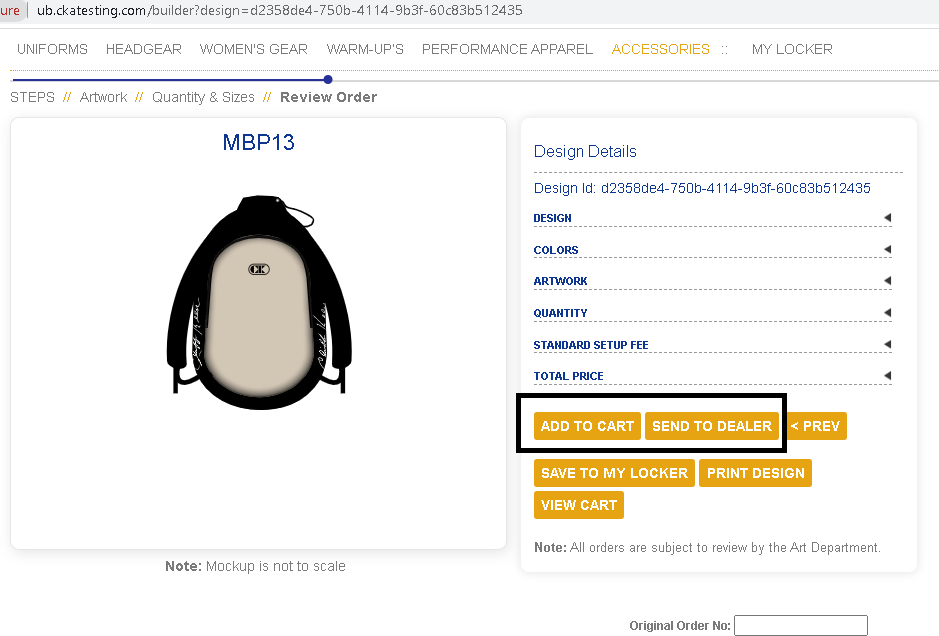 ure ub.ckatesting.com/builder?design=d2358de4-750b-4114-9b3f-60c83b512435
UNIFORMS HEADGEAR WOMEN'S GEAR WARM-UP'S PERFORMANCE APPAREL ACCESSORIES :: MY LOCKER
STEPS // Artwork // Quantity & Sizes // Review Order
MBP13
CK
Note: Mockup is not to scale
Design Details
Design Id: d2358de4-750b-4114-9b3f-60c83b512435
DESIGN
COLORS
ARTWORK
QUANTITY
STANDARD SETUP FEE
TOTAL PRICE
ADD TO CART SEND TO DEALER < PREV
SAVE TO MY LOCKER PRINT DESIGN
VIEW CART
Note: All orders are subject to review by the Art Department.
Original Order No: